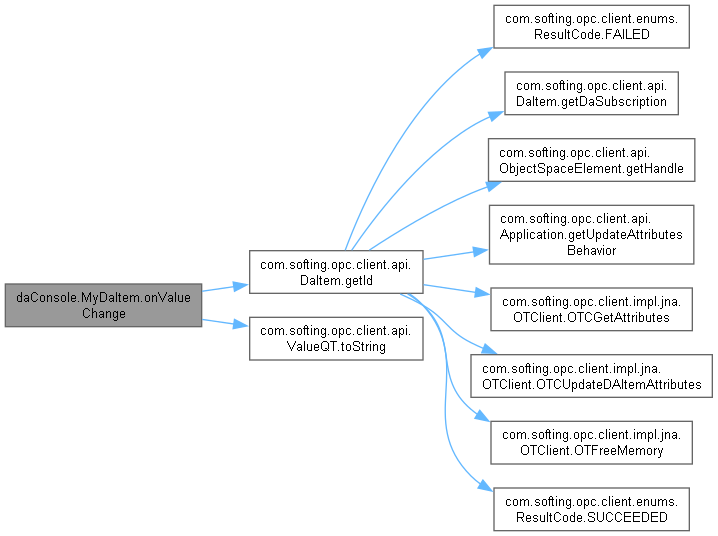 daConsole.MyDaItem.onValue
Change
com.softing.opc.client.api.
DaItem.getId
com.softing.opc.client.api.
ValueQT.toString
com.softing.opc.client.enums.
ResultCode.FAILED
com.softing.opc.client.api.
DaItem.getDaSubscription
com.softing.opc.client.api.
ObjectSpaceElement.getHandle
com.softing.opc.client.api.
Application.getUpdateAttributes
Behavior
com.softing.opc.client.impl.jna.
OTClient.OTCGetAttributes
com.softing.opc.client.impl.jna.
OTClient.OTCUpdateDAItemAttributes
com.softing.opc.client.impl.jna.
OTClient.OTFreeMemory
com.softing.opc.client.enums.
ResultCode.SUCCEEDED